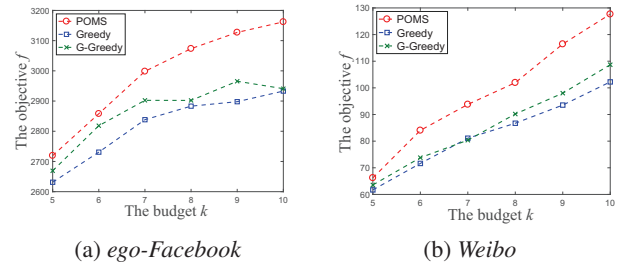 POMS
Greedy
G-Greedy
The objective f
3200
3100
3000
2900
2800
2700
2600
5 6 7 8 9 10
The budget k
(a) ego-Facebook
POMS
Greedy
G-Greedy
The objective f
130
120
110
100
90
80
70
60
5 6 7 8 9 10
The budget k
(b) Weibo